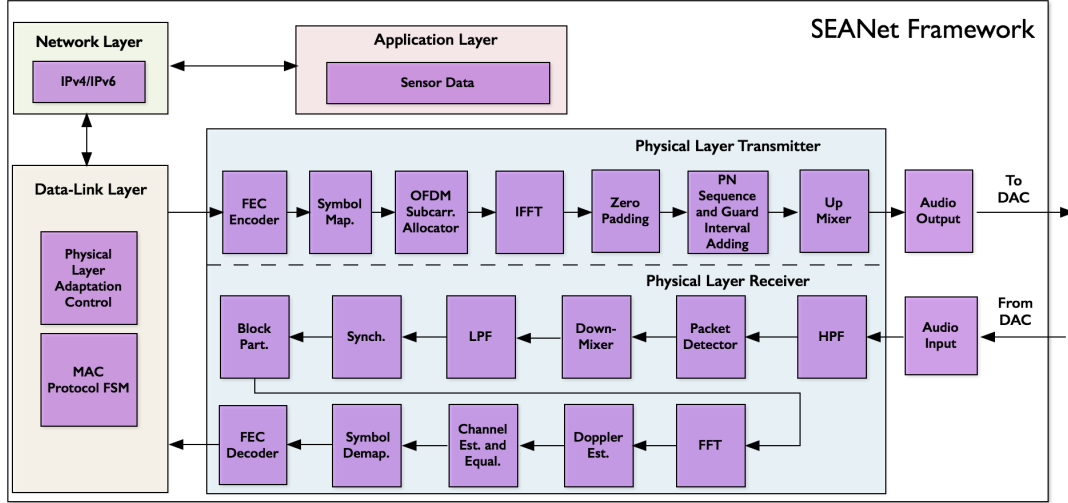 SEANet Framework
Network Layer
IPv4/IPv6
Application Layer
Sensor Data
Data-Link Layer
Physical
Layer
Adaptation
Control
MAC
Protocol FSM
Physical Layer Transmitter
FEC
Encoder
Symbol
Map.
OFDM
Subcarr.
Allocator
IFFT
Zero
Padding
PN
Sequence
and Guard
Interval
Adding
Up
Mixer
Audio
Output
To
DAC
Physical Layer Receiver
Block
Part.
Synch.
LPF
Down-
Mixer
Packet
Detector
HPF
Audio
Input
From
DAC
FEC
Decoder
Symbol
Demap.
Channel
Est. and
Equal.
Doppler
Est.
FFT